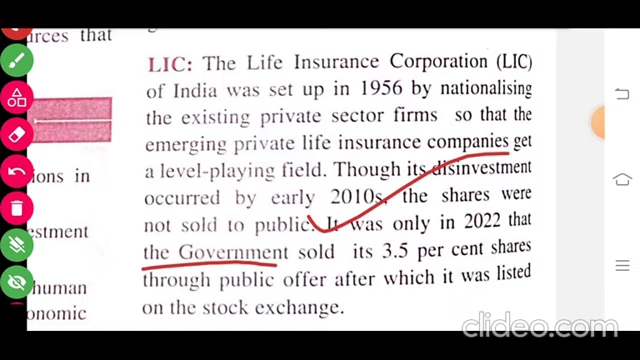 urces that
LIC: The Life Insurance Corporation (LIC)
of India was set up in 1956 by nationalising
the existing private sector firms so that the
emerging private life insurance companies get
a level-playing field. Though its disinvestment
occurred by early 2010s, the shares were
not sold to public. It was only in 2022 that
the Government sold its 3.5 per cent shares
through public offer after which it was listed
on the stock exchange.
ions in
estment
human
onomic
clideo.com